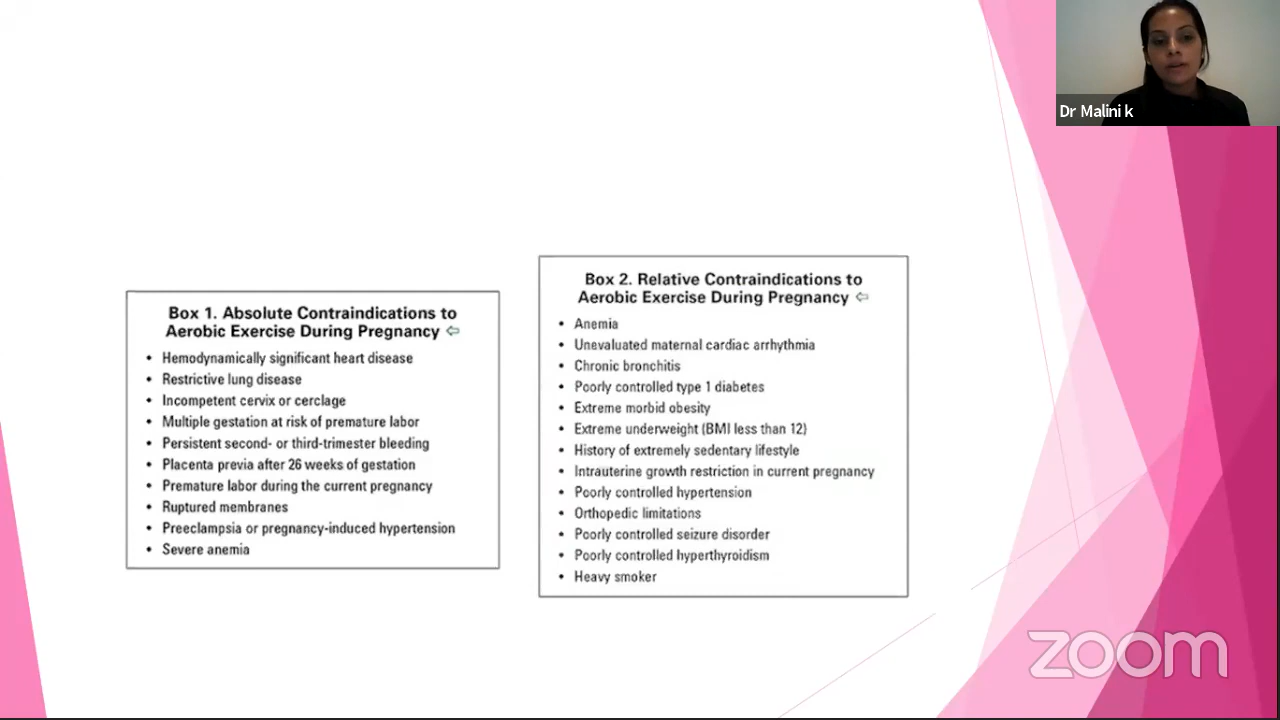 Dr Malini k
Box 1. Absolute Contraindications to
Aerobic Exercise During Pregnancy ⇦
• Hemodynamically significant heart disease
• Restrictive lung disease
• Incompetent cervix or cerclage
• Multiple gestation at risk of premature labor
• Persistent second- or third-trimester bleeding
• Placenta previa after 26 weeks of gestation
• Premature labor during the current pregnancy
• Ruptured membranes
• Preeclampsia or pregnancy-induced hypertension
• Severe anemia
Box 2. Relative Contraindications to
Aerobic Exercise During Pregnancy ⇦
• Anemia
• Unevaluated maternal cardiac arrhythmia
• Chronic bronchitis
• Poorly controlled type 1 diabetes
• Extreme morbid obesity
• Extreme underweight (BMI less than 12)
• History of extremely sedentary lifestyle
• Intrauterine growth restriction in current pregnancy
• Poorly controlled hypertension
• Orthopedic limitations
• Poorly controlled seizure disorder
• Poorly controlled hyperthyroidism
• Heavy smoker
zoom